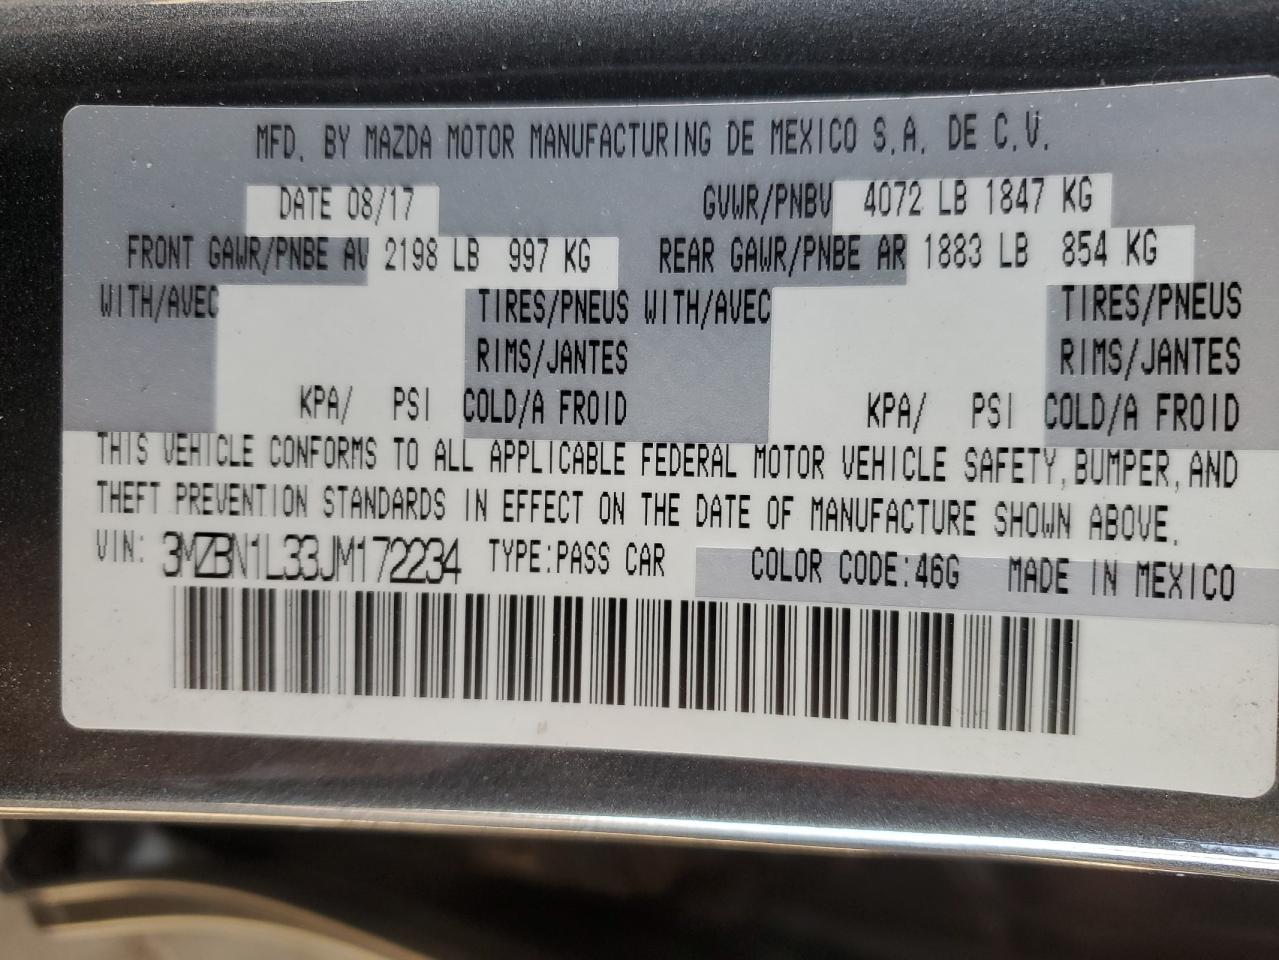 MFD. BY MAZDA MOTOR MANUFACTURING DE MEXICO S.A. DE C.V.
DATE 08/17 GVWR/PNBV 4072 LB 1847 KG
FRONT GAWR/PNBE AV 2198 LB 997 KG REAR GAWR/PNBE AR 1883 LB 854 KG
WITH/AVEC TIRES/PNEUS WITH/AVEC TIRES/PNEUS
RIMS/JANTES RIMS/JANTES
KPA/ PSI COLD/A FROID KPA/ PSI COLD/A FROID
THIS VEHICLE CONFORMS TO ALL APPLICABLE FEDERAL MOTOR VEHICLE SAFETY, BUMPER, AND
THEFT PREVENTION STANDARDS IN EFFECT ON THE DATE OF MANUFACTURE SHOWN ABOVE.
VIN: 3MZBN1L33JM172234 TYPE:PASS CAR COLOR CODE:46G MADE IN MEXICO